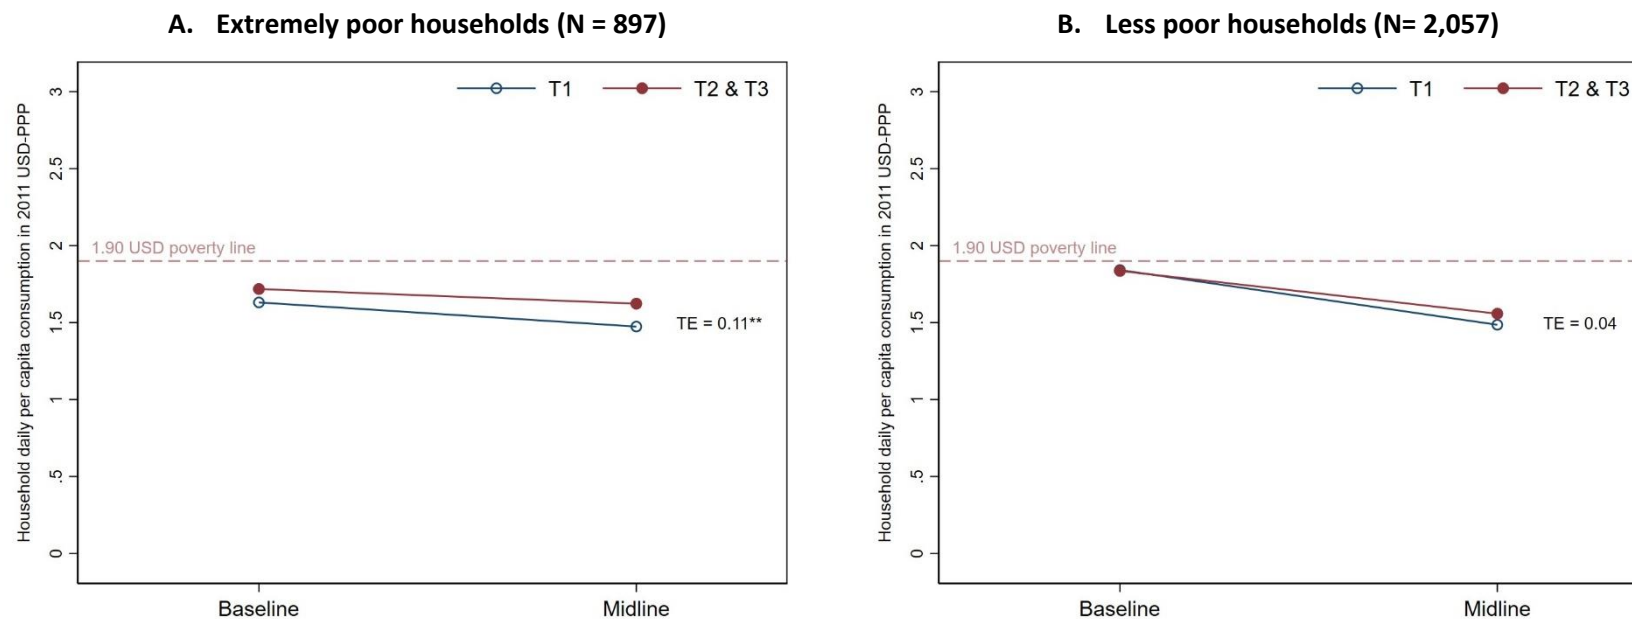 A. Extremely poor households (N = 897)
T1
T2 & T3
Household daily per capita consumption in 2011 USD-PPP
3
2.5
2
1.5
1
.5
0
1.90 USD poverty line
TE = 0.11**
Baseline
Midline
B. Less poor households (N= 2,057)
T1
T2 & T3
Household daily per capita consumption in 2011 USD-PPP
3
2.5
2
1.5
1
.5
0
1.90 USD poverty line
TE = 0.04
Baseline
Midline